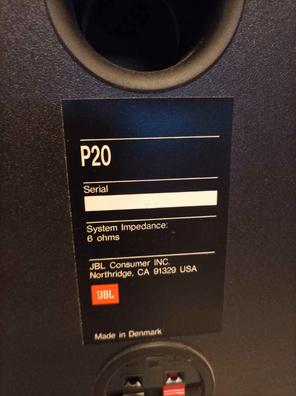 P20
Serial
System Impedance:
6 ohms
JBL Consumer INC.
Northridge, CA 91329 USA
JBL
Made in Denmark